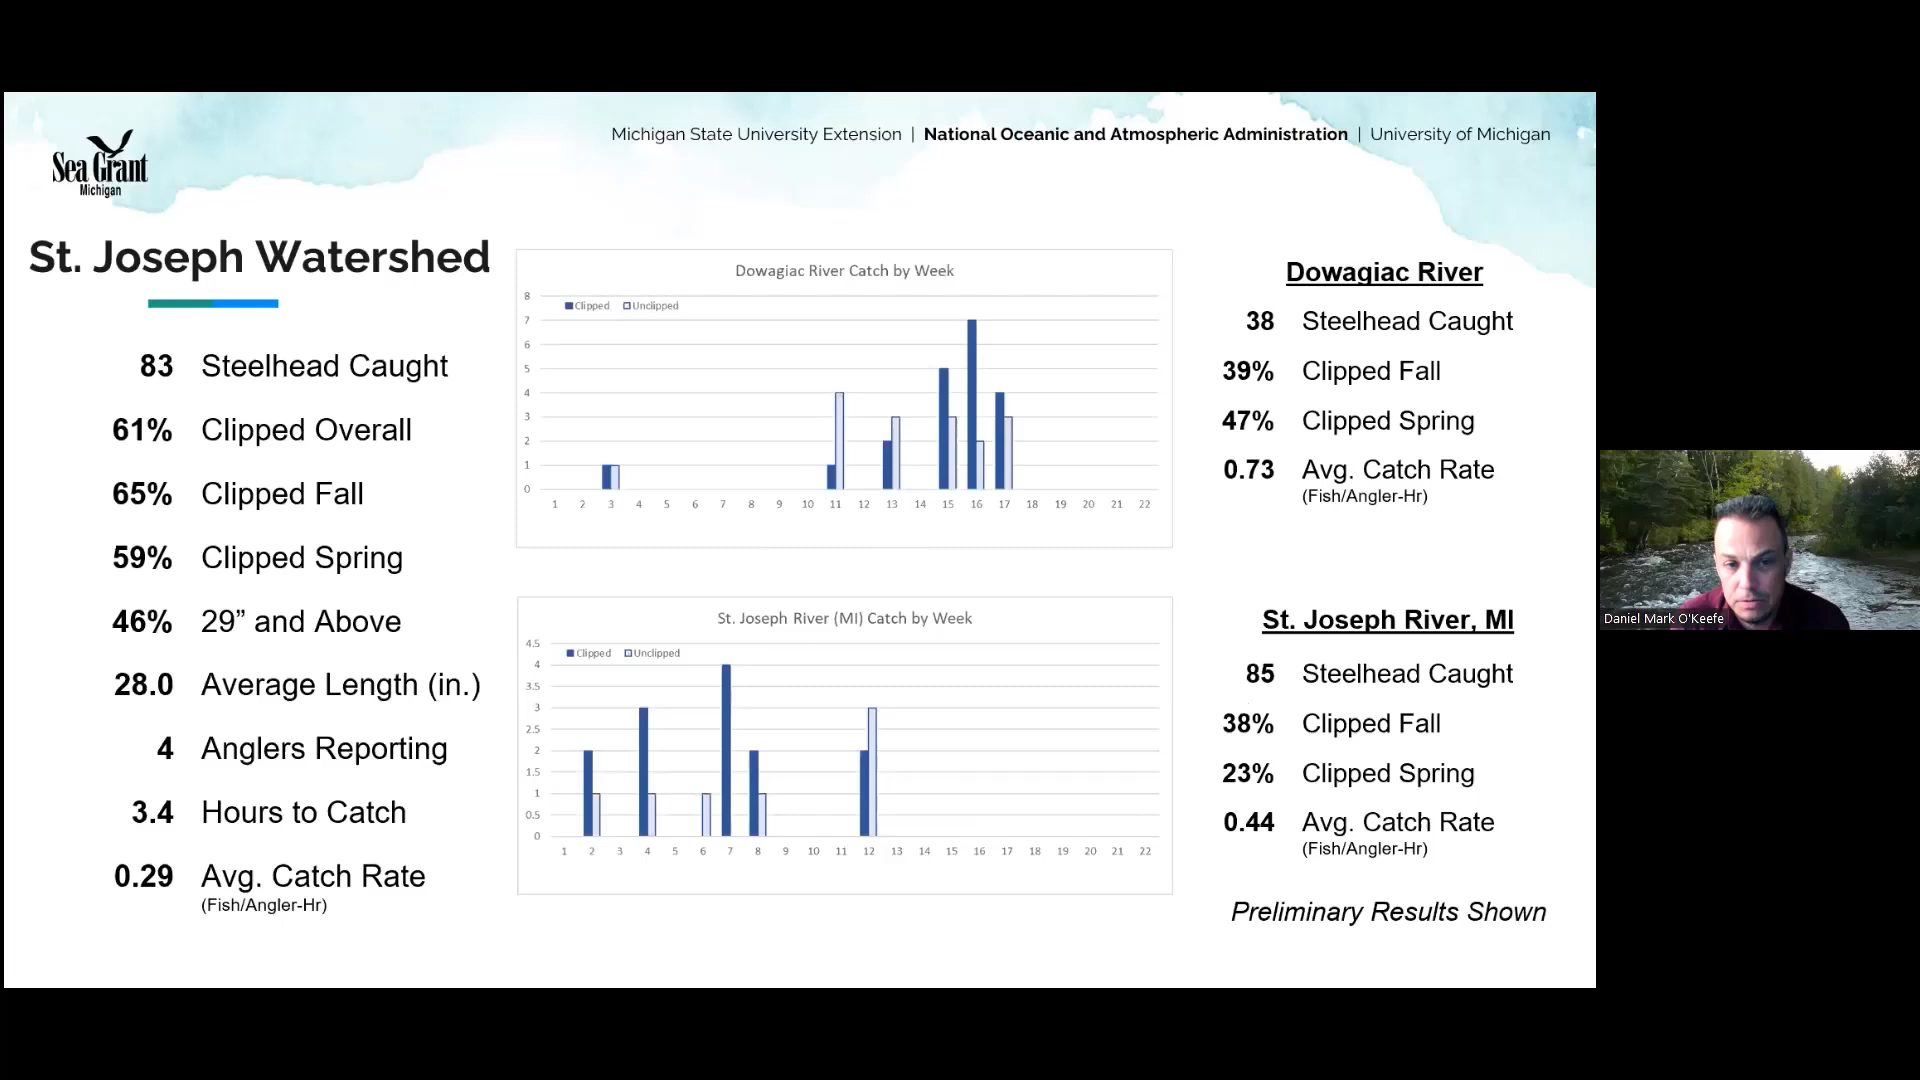 Sea Grant
Michigan
Michigan State University Extension | National Oceanic and Atmospheric Administration | University of Michigan
St. Joseph Watershed
83 Steelhead Caught
61% Clipped Overall
65% Clipped Fall
59% Clipped Spring
46% 29” and Above
28.0 Average Length (in.)
4 Anglers Reporting
3.4 Hours to Catch
0.29 Avg. Catch Rate
(Fish/Angler-Hr)
Dowagiac River Catch by Week
Clipped Unclipped
8
7
6
5
4
3
2
1
0
1 2 3 4 5 6 7 8 9 10 11 12 13 14 15 16 17 18 19 20 21 22
St. Joseph River (MI) Catch by Week
Clipped Unclipped
4.5
4
3.5
3
2.5
2
1.5
1
0.5
0
1 2 3 4 5 6 7 8 9 10 11 12 13 14 15 16 17 18 19 20 21 22
Dowagiac River
38 Steelhead Caught
39% Clipped Fall
47% Clipped Spring
0.73 Avg. Catch Rate
(Fish/Angler-Hr)
St. Joseph River, MI
85 Steelhead Caught
38% Clipped Fall
23% Clipped Spring
0.44 Avg. Catch Rate
(Fish/Angler-Hr)
Preliminary Results Shown
Daniel Mark O'Keefe